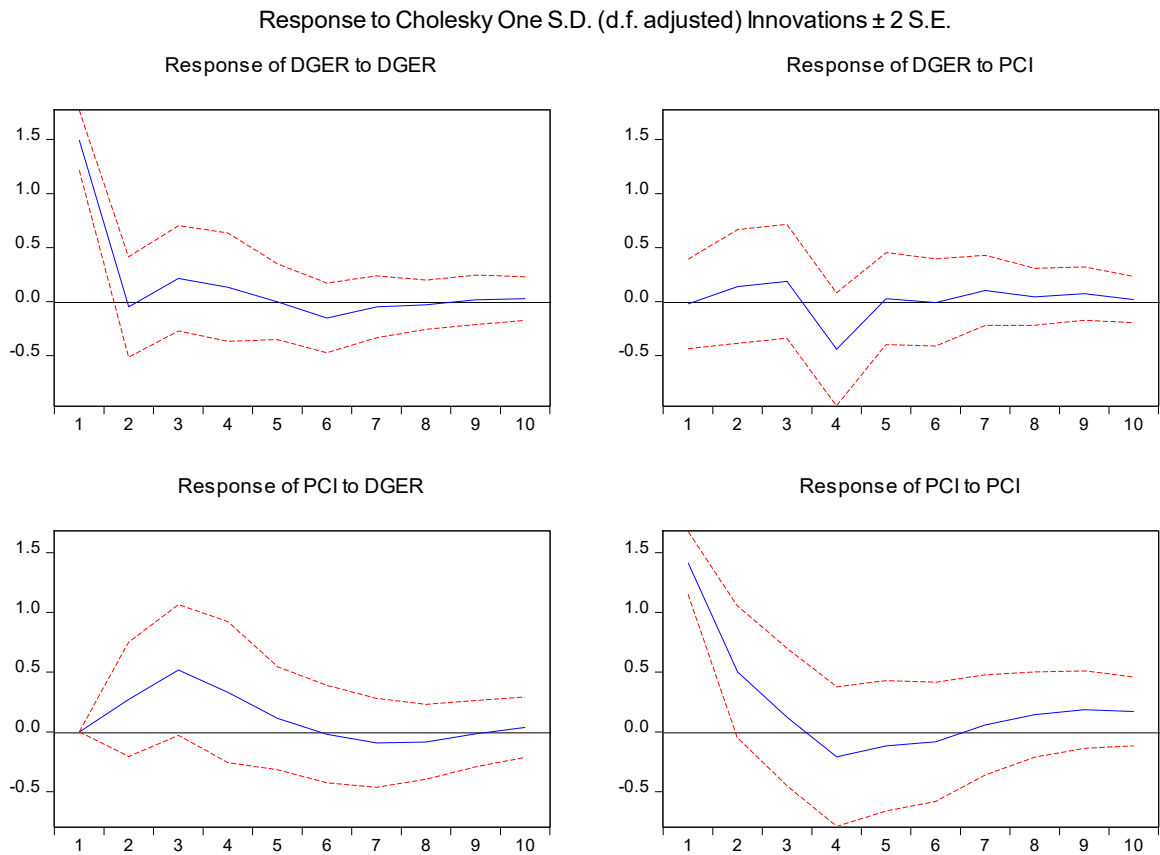 Response to Cholesky One S.D. (d.f. adjusted) Innovations ± 2 S.E.
Response of DGER to DGER
1.5
1.0
0.5
0.0
-0.5
1 2 3 4 5 6 7 8 9 10
Response of DGER to PCI
1.5
1.0
0.5
0.0
-0.5
1 2 3 4 5 6 7 8 9 10
Response of PCI to DGER
1.5
1.0
0.5
0.0
-0.5
1 2 3 4 5 6 7 8 9 10
Response of PCI to PCI
1.5
1.0
0.5
0.0
-0.5
1 2 3 4 5 6 7 8 9 10